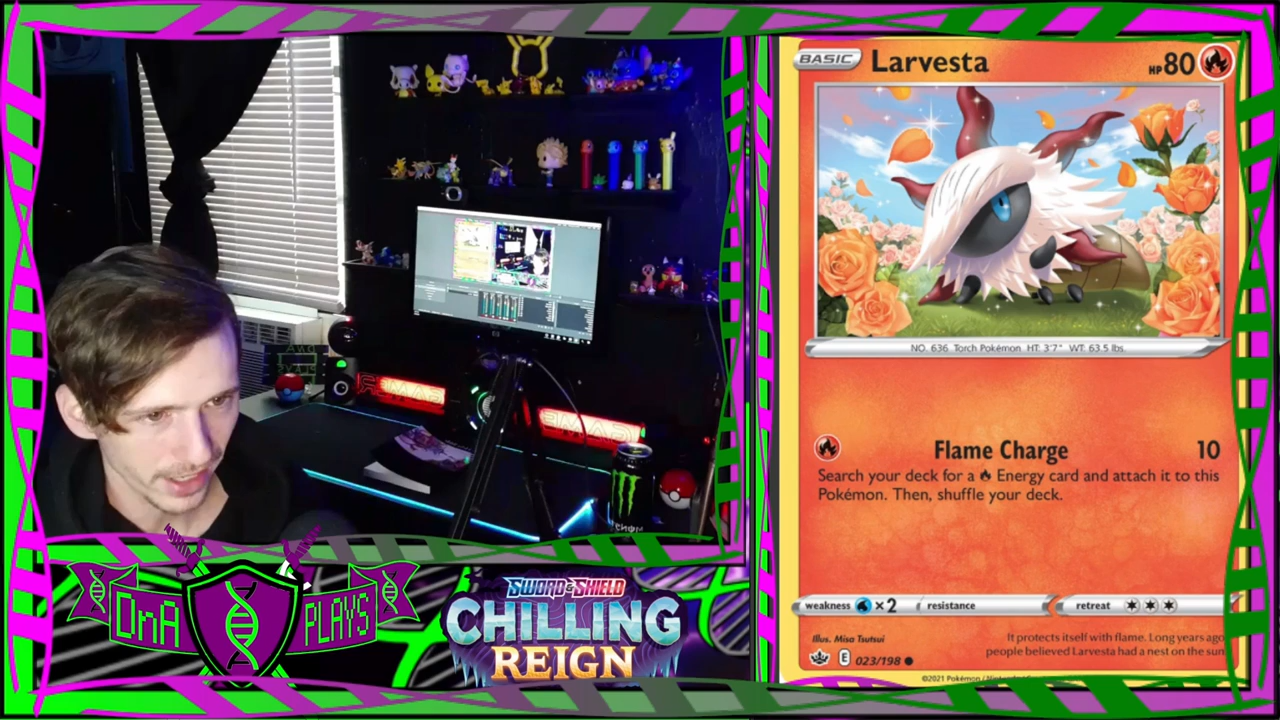 BASIC Larvesta HP 80
NO. 636 Torch Pokémon HT: 3'7" WT: 63.5 lbs.
Flame Charge 10
Search your deck for a Energy card and attach it to this
Pokémon. Then, shuffle your deck.
weakness ×2 resistance retreat
Illus. Misa Tsutsui
It protects itself with flame. Long years ago
people believed Larvesta had a nest on the sun
E 023/198
©2021 Pokémon
DnA PLAYS
SWORD & SHIELD
CHILLING
REIGN